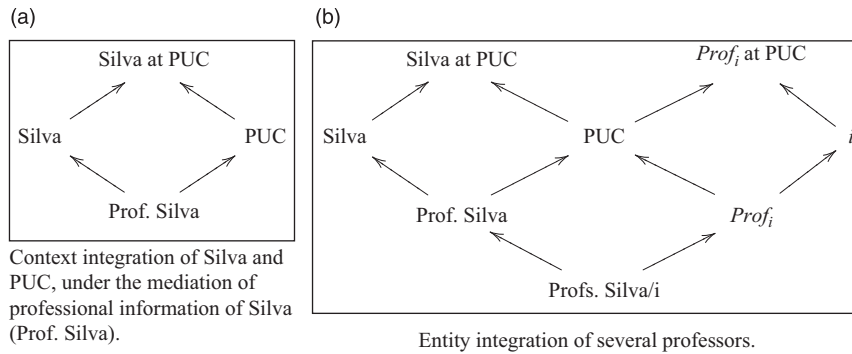 (a)
Silva at PUC
Silva
PUC
Prof. Silva
Context integration of Silva and
PUC, under the mediation of
professional information of Silva
(Prof. Silva).
(b)
Silva at PUC
Prof_i at PUC
Silva
PUC
i
Prof. Silva
Prof_i
Profs. Silva/i
Entity integration of several professors.